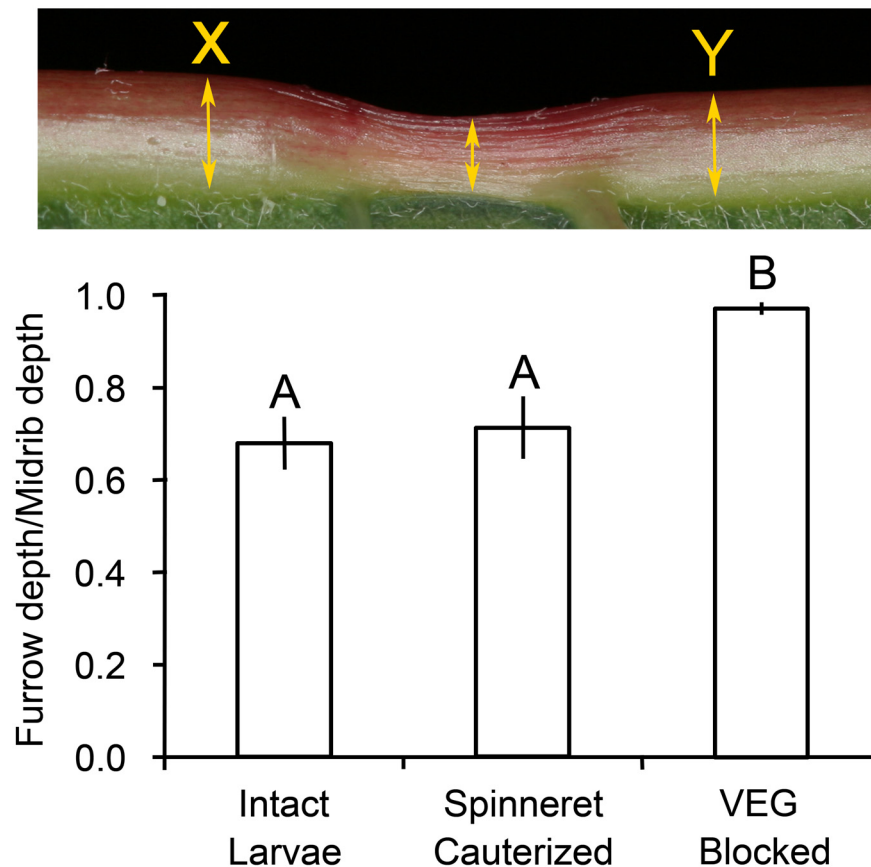 X
Y
Furrow depth/Midrib depth
1.0
0.8
0.6
0.4
0.2
0.0
A
A
B
Intact
Larvae
Spinneret
Cauterized
VEG
Blocked